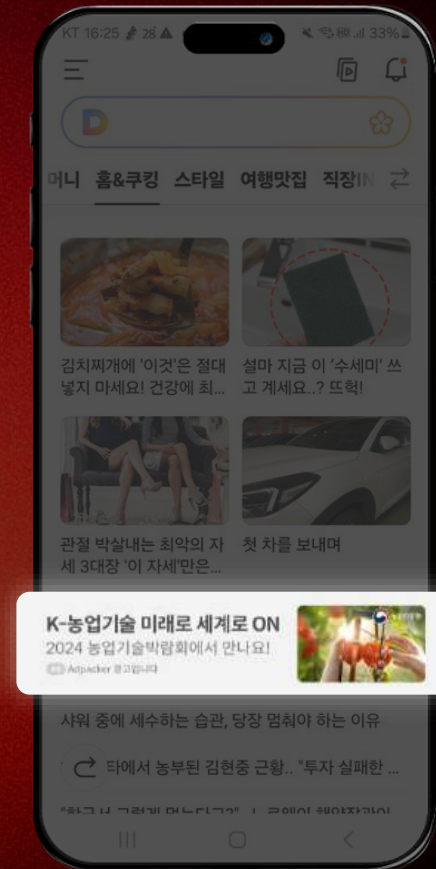 KT 16:25 28 33%
D
머니 홈&쿠킹 스타일 여행맛집 직장IN
김치찌개에 '이것'은 절대
넣지 마세요! 건강에 최...
설마 지금 이 '수세미' 쓰
고 계세요..? 뜨헉!
관절 박살내는 최악의 자
세 3대장 '이 자세'만은...
첫 차를 보내며
K-농업기술 미래로 세계로 ON
2024 농업기술박람회에서 만나요!
AD Adpacker 광고입니다
샤워 중에 세수하는 습관, 당장 멈춰야 하는 이유
타에서 농부된 김현중 근황.. "투자 실패한 ...